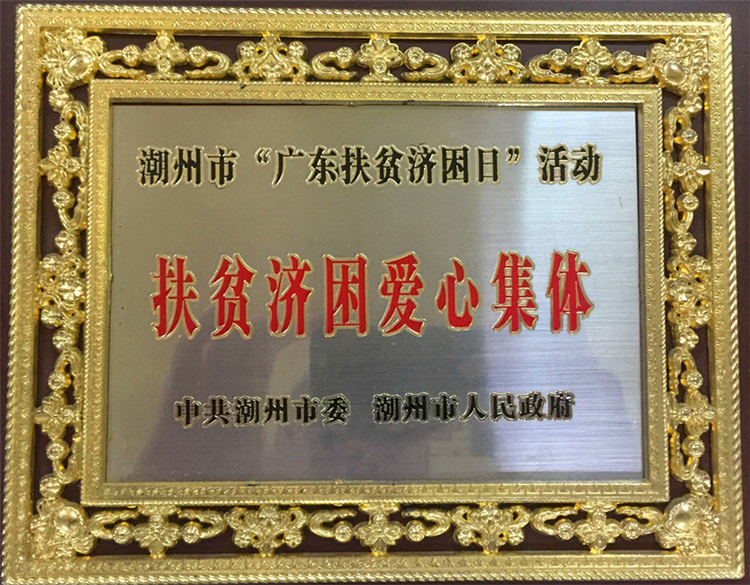 潮州市“广东扶贫济困日”活动
扶贫济困爱心集体
中共潮州市委 潮州市人民政府